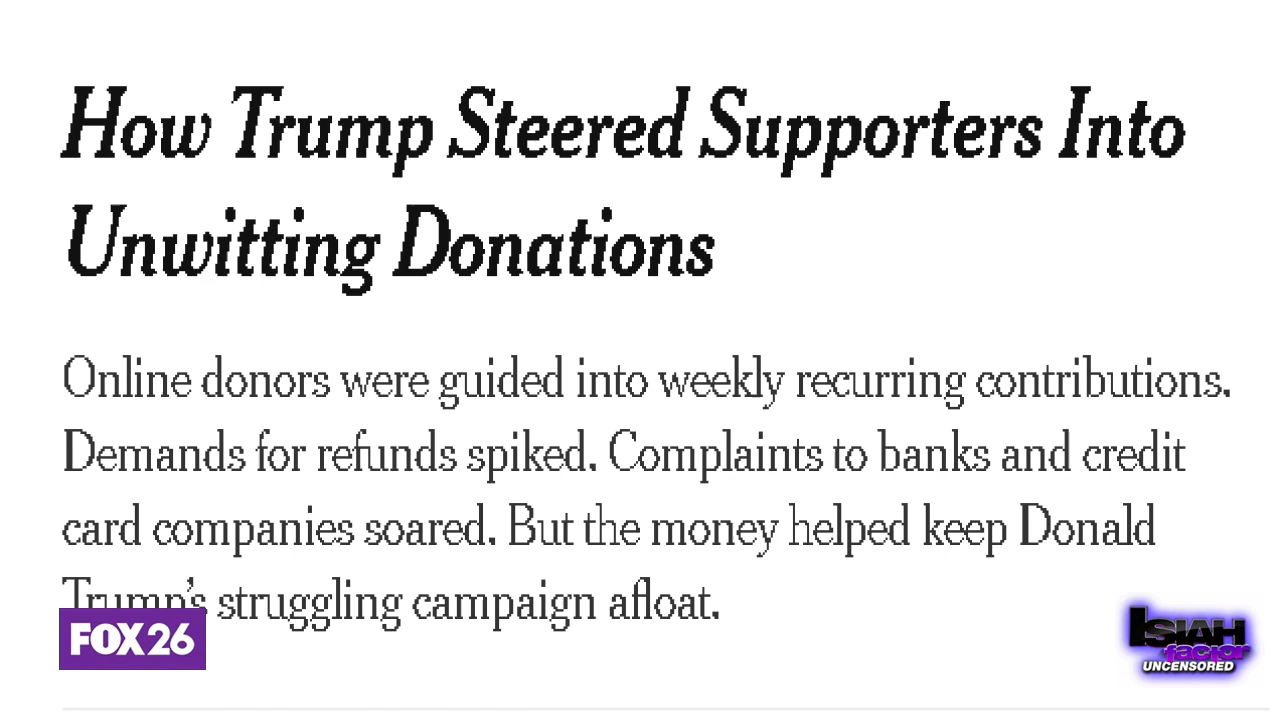 How Trump Steered Supporters Into
Unwitting Donations
Online donors were guided into weekly recurring contributions.
Demands for refunds spiked. Complaints to banks and credit
card companies soared. But the money helped keep Donald
Trump's struggling campaign afloat.
FOX 26
ISIAH
factor
UNCENSORED